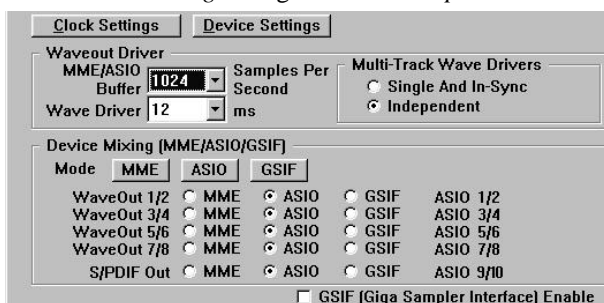 Clock Settings Device Settings
Waveout Driver
MME/ASIO Buffer 1024 Samples Per Second
Wave Driver 12 ms
Multi-Track Wave Drivers
Single And In-Sync
Independent
Device Mixing (MME/ASIO/GSIF)
Mode MME ASIO GSIF
WaveOut 1/2 MME ASIO GSIF ASIO 1/2
WaveOut 3/4 MME ASIO GSIF ASIO 3/4
WaveOut 5/6 MME ASIO GSIF ASIO 5/6
WaveOut 7/8 MME ASIO GSIF ASIO 7/8
S/PDIF Out MME ASIO GSIF ASIO 9/10
GSIF (Giga Sampler Interface) Enable